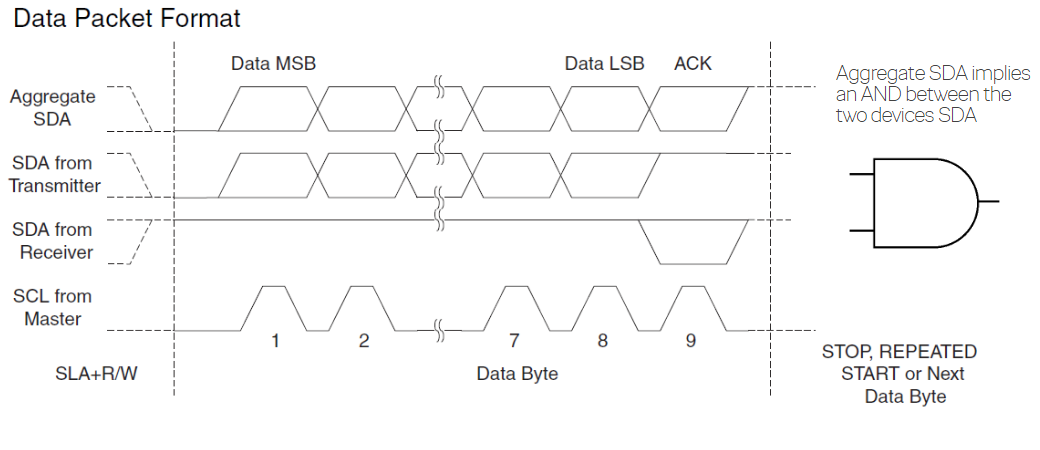 Data Packet Format
Data MSB
Data LSB
ACK
Aggregate
SDA
SDA from
Transmitter
SDA from
Receiver
SCL from
Master
1
2
7
8
9
SLA+R/W
Data Byte
Aggregate SDA implies
an AND between the
two devices SDA
STOP, REPEATED
START or Next
Data Byte